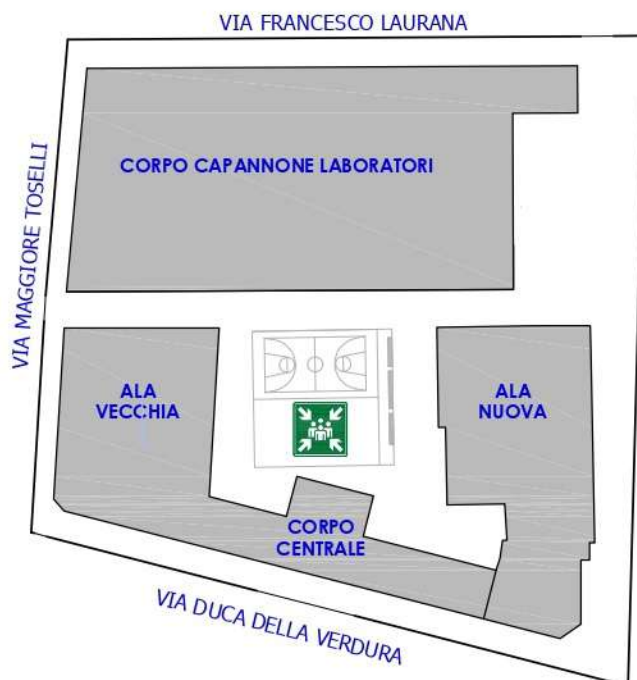 VIA FRANCESCO LAURANA
CORPO CAPANNONE LABORATORI
VIA MAGGIORE TOSELLI
ALA
VECCHIA
ALA
NUOVA
CORPO
CENTRALE
VIA DUCA DELLA VERDURA